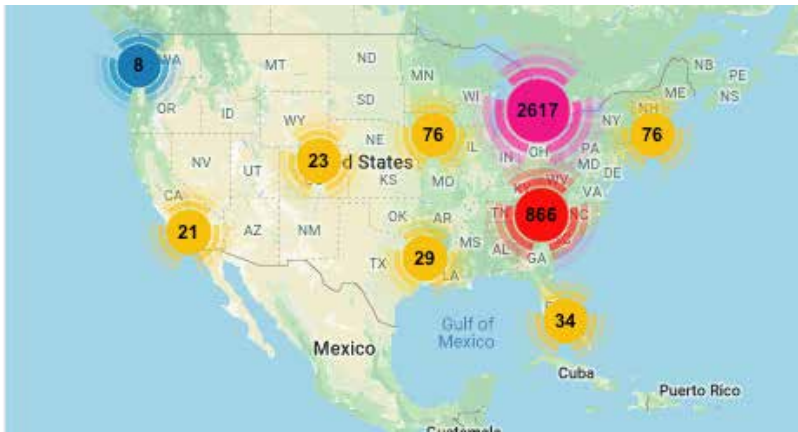 8
WA
MT
ND
MN
NB
PE
ME
NS
OR
ID
SD
WI
2617
NH
WY
NY
76
76
NE
IL
IN
OH
PA
MD
DE
NV
UT
23
d States
KS
MO
WV
VA
CA
OK
AR
TN
866
NC
21
AZ
NM
MS
AL
GA
TX
29
LA
34
Gulf of
Mexico
Mexico
Cuba
Puerto Rico